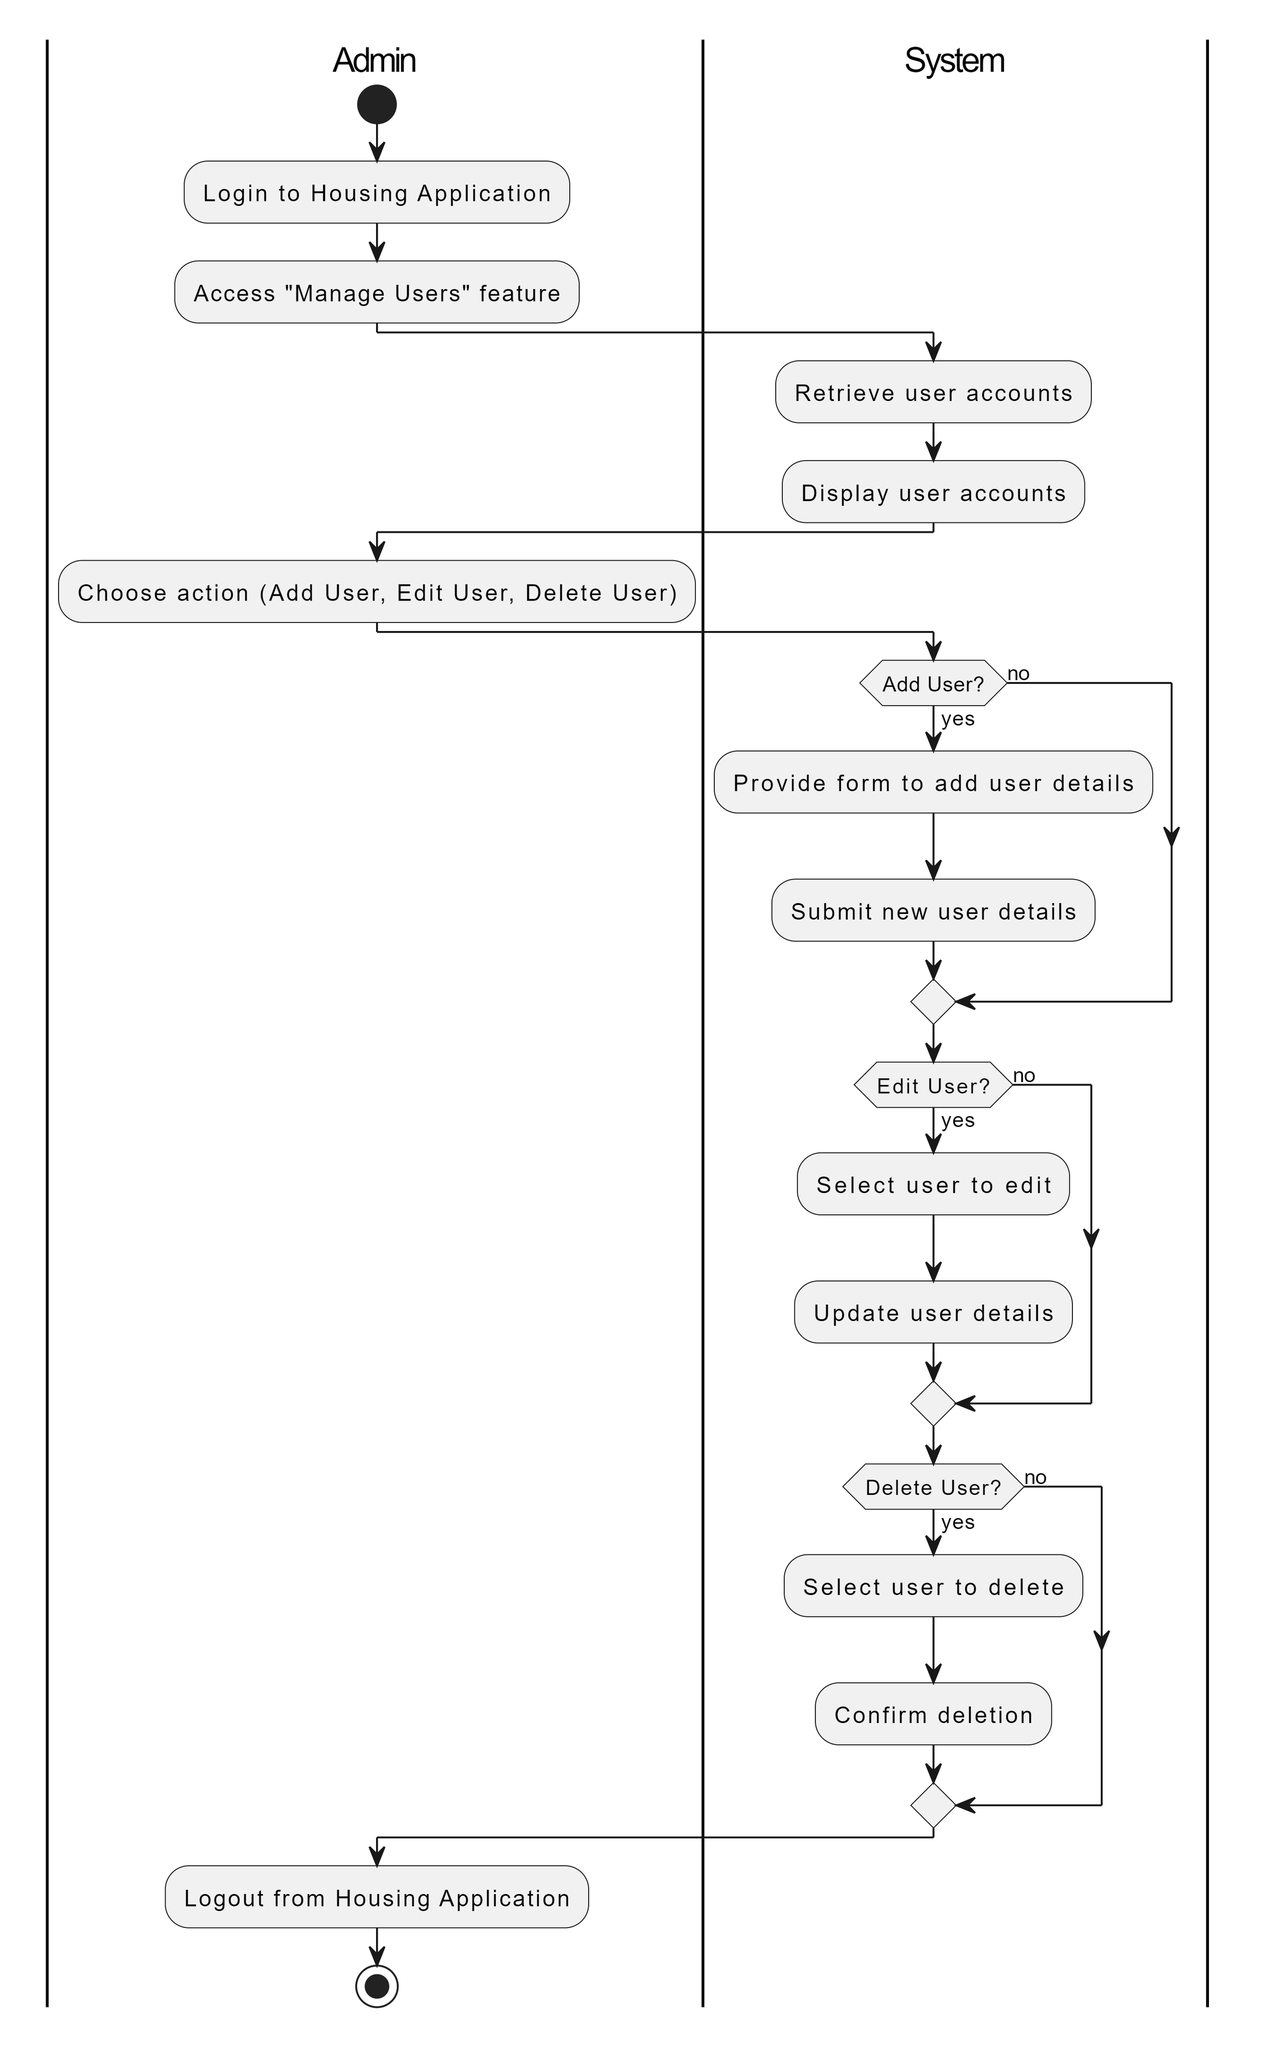 Admin
System
Login to Housing Application
Access "Manage Users" feature
Retrieve user accounts
Display user accounts
Choose action (Add User, Edit User, Delete User)
Add User?
no
yes
Provide form to add user details
Submit new user details
Edit User?
no
yes
Select user to edit
Update user details
Delete User?
no
yes
Select user to delete
Confirm deletion
Logout from Housing Application